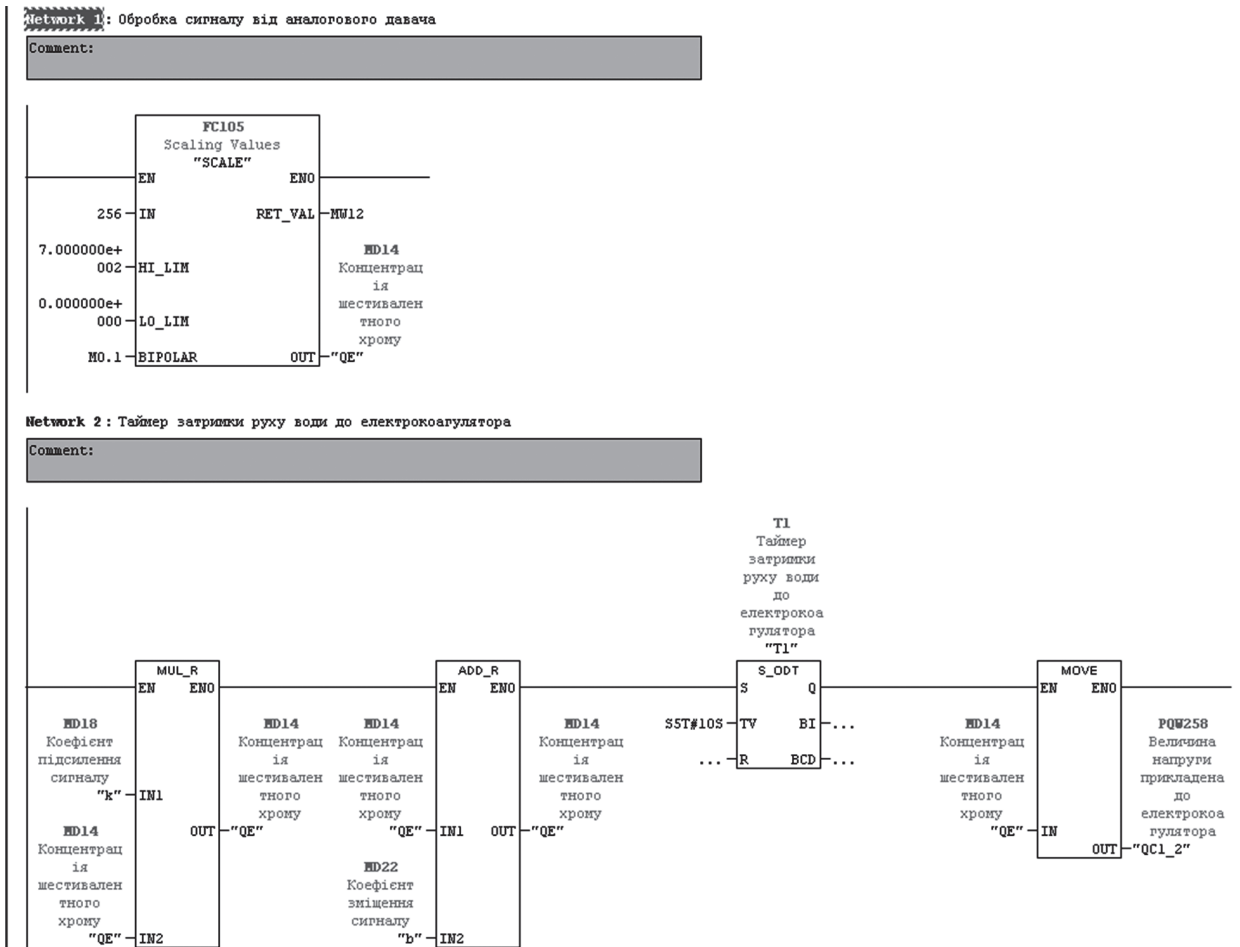 Network 1: Обробка сигналу від аналогового давача
Comment:
FC105
Scaling Values
"SCALE"
EN ENO
256 IN RET_VAL MW12
7.000000e+
002 HI_LIM
MD14
Концентрац
ія
шестивален
тного
хрому
0.000000e+
000 LO_LIM
M0.1 BIPOLAR OUT "QE"
Network 2 : Таймер затримки руху води до електрокоагулятора
Comment:
T1
Таймер
затримки
руху води
до
електрокоа
гулятора
"T1"
MUL_R
EN ENO
MD18
Коефієнт
підсилення
сигналу
"k" IN1
MD14
Концентрац
ія
шестивален
тного
хрому
"QE" IN2
MD14
Концентрац
ія
шестивален
тного
хрому
OUT "QE"
ADD_R
EN ENO
MD14
Концентрац
ія
шестивален
тного
хрому
"QE" IN1
MD22
Коефієнт
зміщення
сигналу
"b" IN2
MD14
Концентрац
ія
шестивален
тного
хрому
OUT "QE"
S_ODT
S Q
S5T#10S TV BI ...
... R BCD ...
MOVE
EN ENO
MD14
Концентрац
ія
шестивален
тного
хрому
"QE" IN
PQW258
Величина
напруги
прикладена
до
електрокоа
гулятора
OUT "QC1_2"